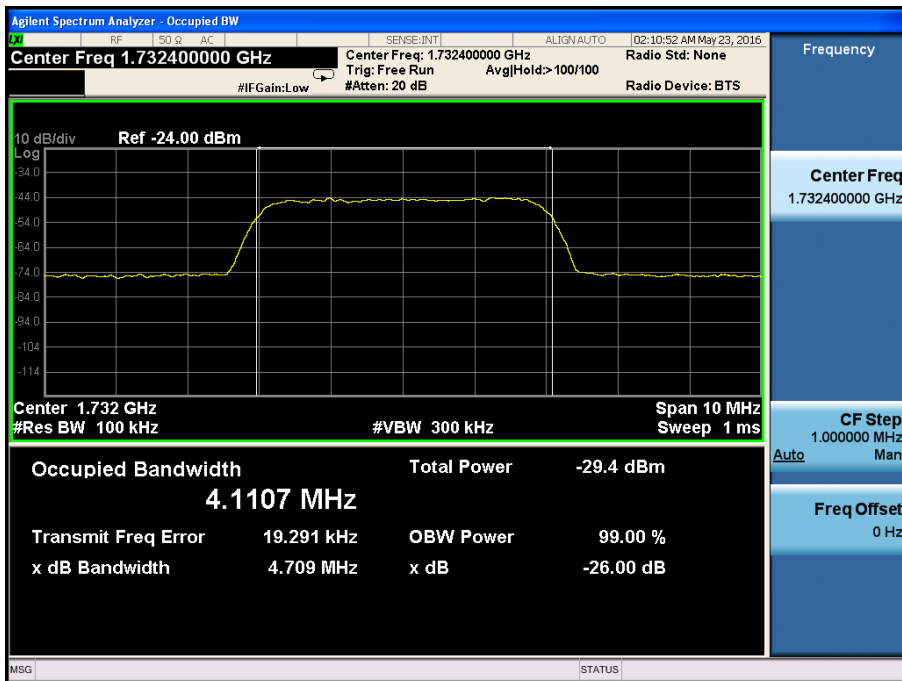 Agilent Spectrum Analyzer - Occupied BW
LXI RF 50 Ω AC SENSE:INT ALIGN AUTO 02:10:52 AM May 23, 2016
Center Freq 1.732400000 GHz
Center Freq: 1.732400000 GHz Radio Std: None
Trig: Free Run Avg|Hold:> 100/100
#IFGain:Low #Atten: 20 dB Radio Device: BTS
10 dB/div Ref -24.00 dBm
Log
-34.0
-44.0
-54.0
-64.0
-74.0
-84.0
-94.0
-104
-114
Center 1.732 GHz Span 10 MHz
#Res BW 100 kHz #VBW 300 kHz Sweep 1 ms
Occupied Bandwidth Total Power -29.4 dBm
4.1107 MHz
Transmit Freq Error 19.291 kHz OBW Power 99.00 %
x dB Bandwidth 4.709 MHz x dB -26.00 dB
MSG STATUS
Frequency
Center Freq
1.732400000 GHz
CF Step
1.000000 MHz
Auto Man
Freq Offset
0 Hz